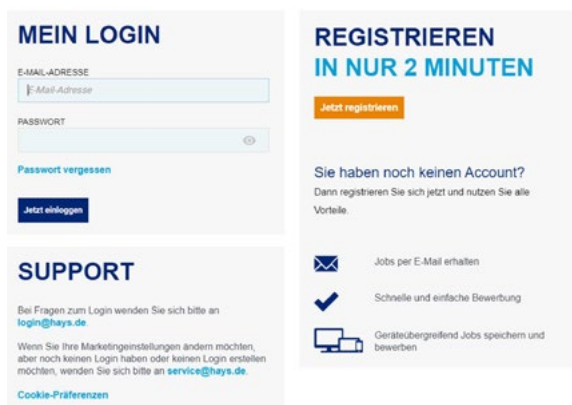 MEIN LOGIN
E-MAIL-ADRESSE
E-Mail-Adresse
PASSWORT
Passwort vergessen
Jetzt einloggen
SUPPORT
Bei Fragen zum Login wenden Sie sich bitte an
login@hays.de.
Wenn Sie Ihre Marketingeinstellungen ändern möchten,
aber noch keinen Login haben oder keinen Login erstellen
möchten, wenden Sie sich bitte an service@hays.de.
Cookie-Präferenzen
REGISTRIEREN
IN NUR 2 MINUTEN
Jetzt registrieren
Sie haben noch keinen Account?
Dann registrieren Sie sich jetzt und nutzen Sie alle
Vorteile.
Jobs per E-Mail erhalten
Schnelle und einfache Bewerbung
Geräteübergreifend Jobs speichern und
bewerben